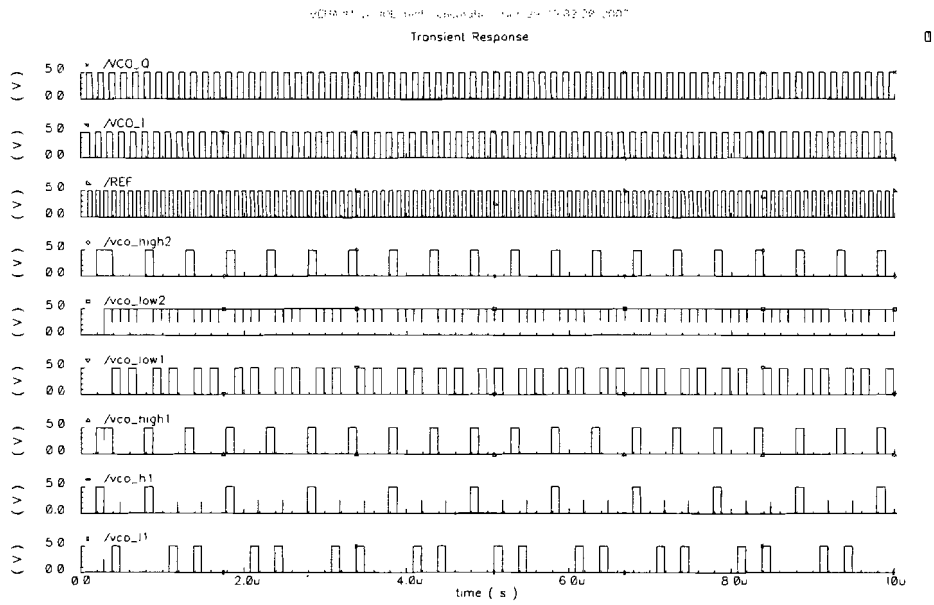 Transient Response
/VCO_Q
( V ) 5.0 0.0
/VCO_I
( V ) 5.0 0.0
/REF
( V ) 5.0 0.0
/vco_high2
( V ) 5.0 0.0
/vco_low2
( V ) 5.0 0.0
/vco_low1
( V ) 5.0 0.0
/vco_high1
( V ) 5.0 0.0
/vco_h1
( V ) 5.0 0.0
/vco_l1
( V ) 5.0 0.0
0.0 2.0u 4.0u 6.0u 8.0u 10u
time ( s )